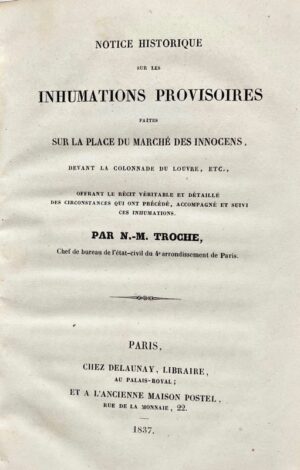 NOTICE HISTORIQUE
SUR LES
INHUMATIONS PROVISOIRES
FAITES
SUR LA PLACE DU MARCHÉ DES INNOCENS,
DEVANT LA COLONNADE DU LOUVRE, ETC.,
OFFRANT LE RÉCIT VÉRITABLE ET DÉTAILLÉ
DES CIRCONSTANCES QUI ONT PRÉCÉDÉ, ACCOMPAGNÉ ET SUIVI
CES INHUMATIONS.
PAR N.-M. TROCHE,
Chef de bureau de l'état-civil du 4e arrondissement de Paris.
PARIS,
CHEZ DELAUNAY, LIBRAIRE,
AU PALAIS-ROYAL;
ET A L'ANCIENNE MAISON POSTEL,
RUE DE LA MONNAIE, 22.
1837.